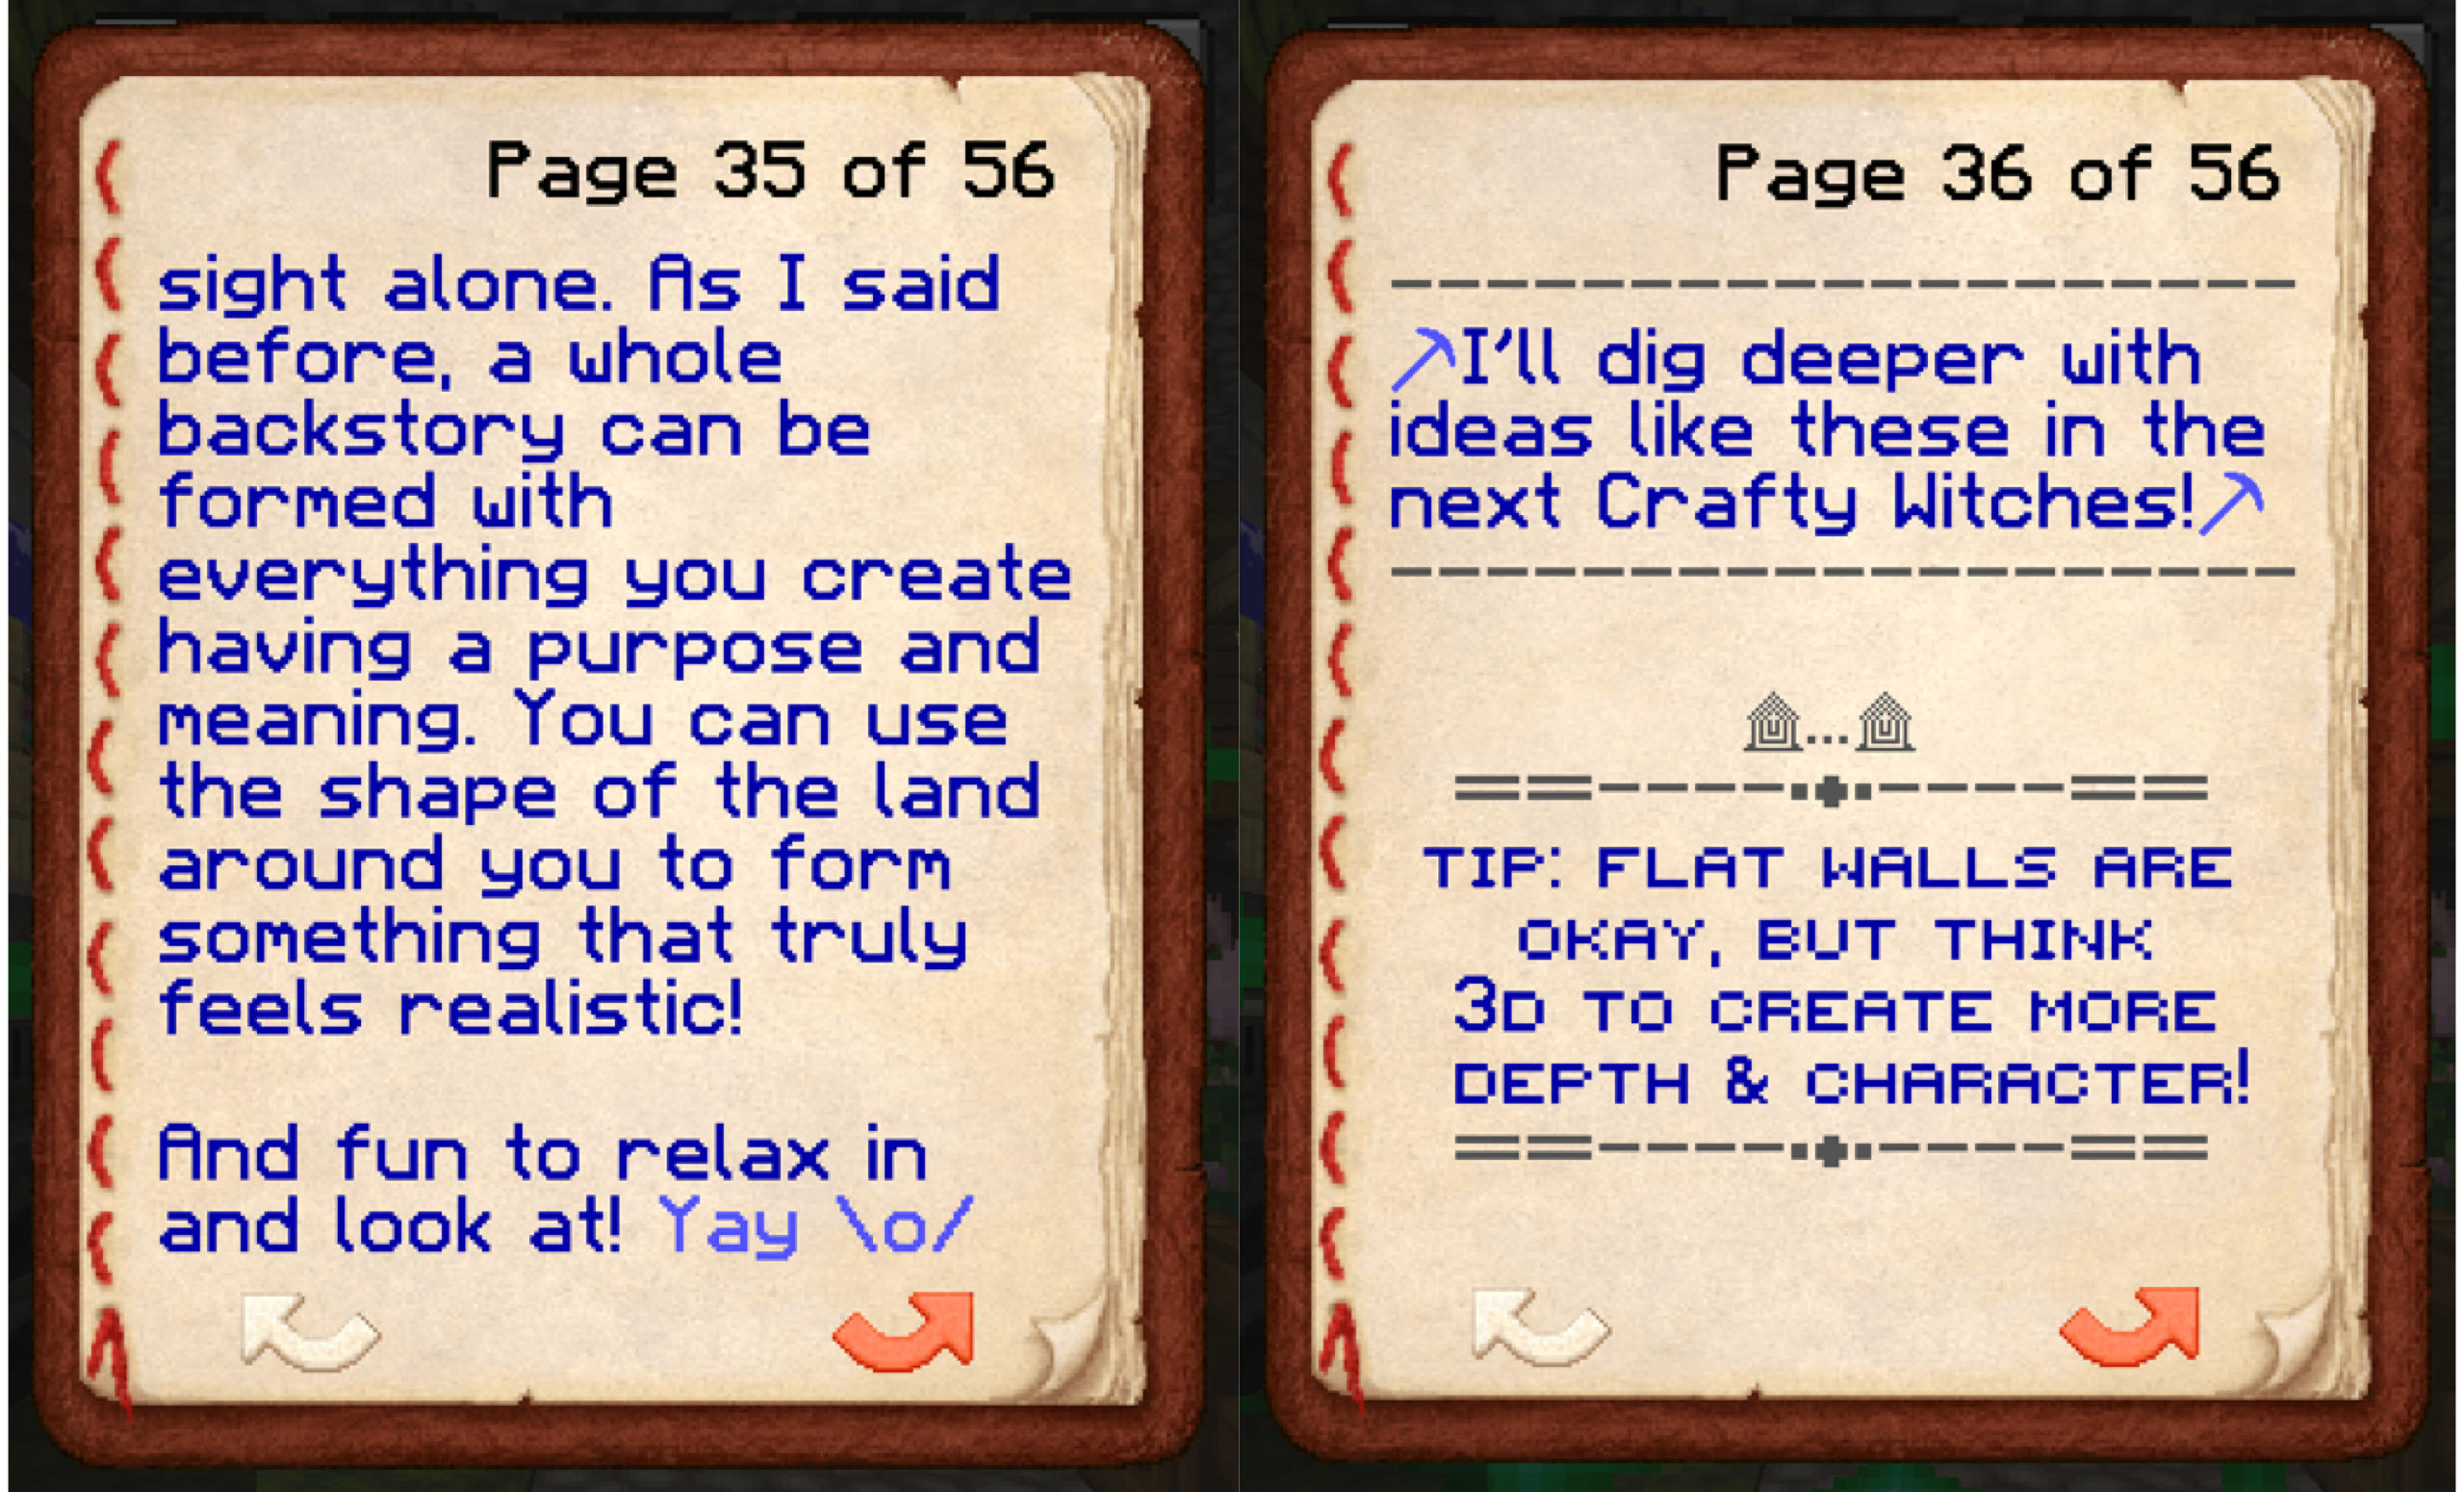 Page 35 of 56
sight alone. As I said
before, a whole
backstory can be
formed with
everything you create
having a purpose and
meaning. You can use
the shape of the land
around you to form
something that truly
feels realistic!
And fun to relax in
and look at! Yay \o/
Page 36 of 56
I'll dig deeper with
ideas like these in the
next Crafty Witches!
...
TIP: FLAT WALLS ARE
OKAY, BUT THINK
3D TO CREATE MORE
DEPTH & CHARACTER!